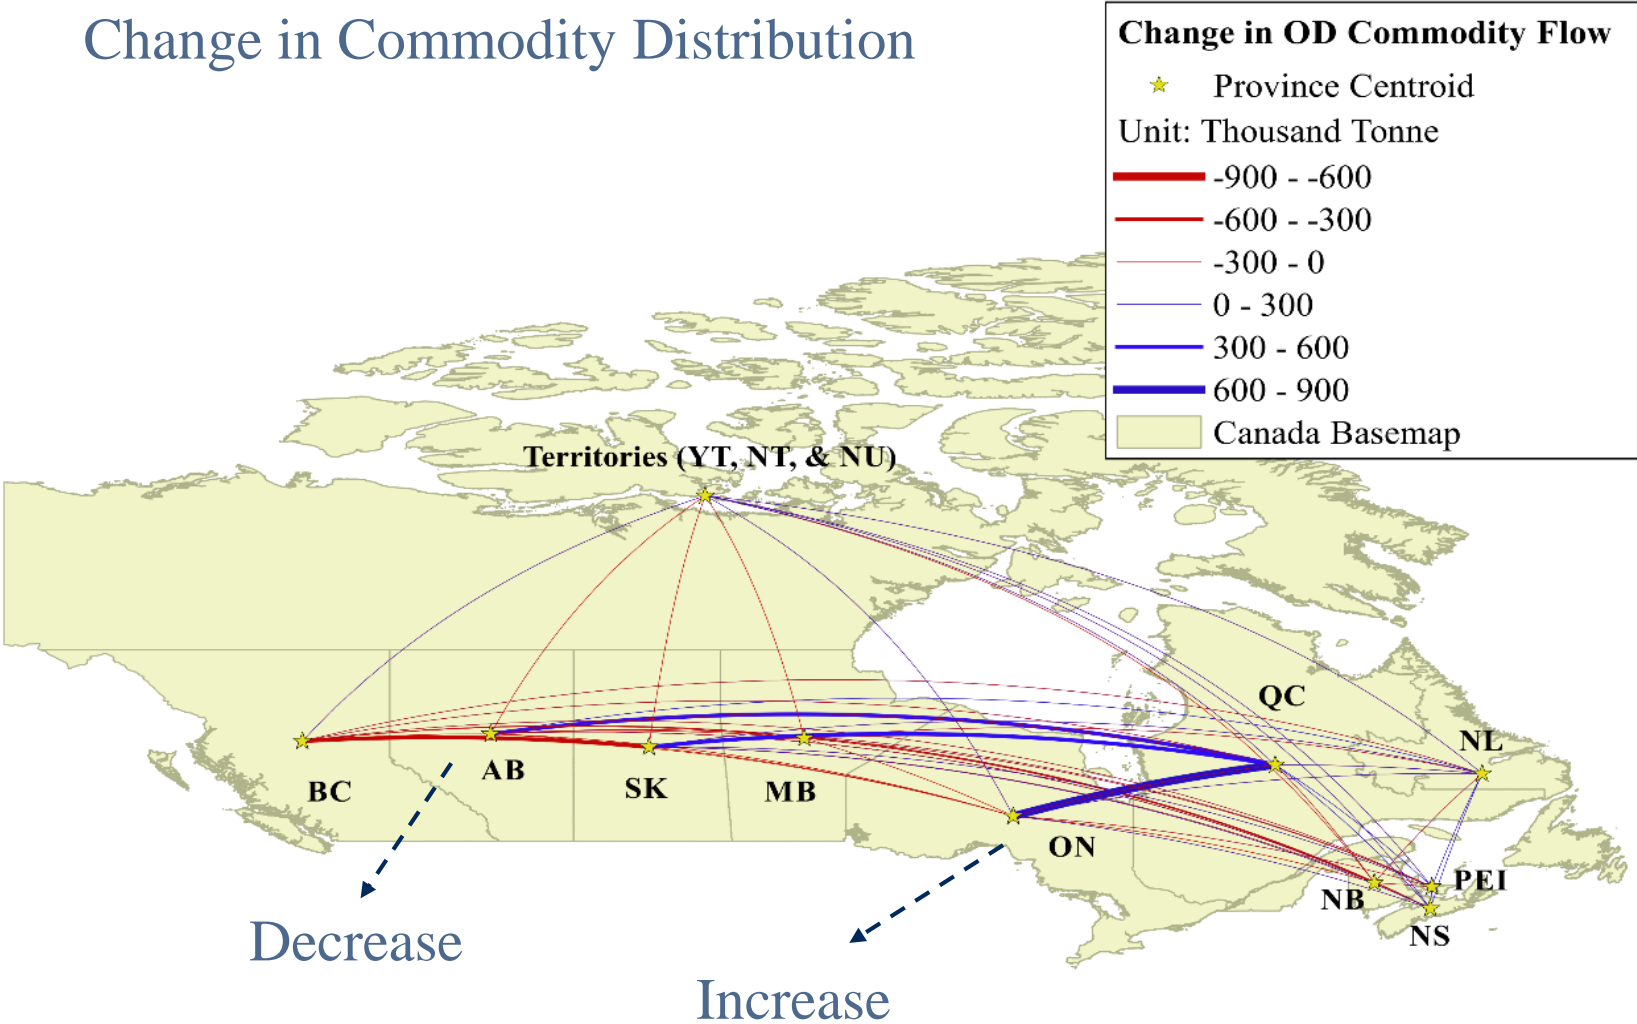 Change in Commodity Distribution
Change in OD Commodity Flow
Province Centroid
Unit: Thousand Tonne
-900 - -600
-600 - -300
-300 - 0
0 - 300
300 - 600
600 - 900
Canada Basemap
Territories (YT, NT, & NU)
QC
NL
BC
AB
SK
MB
ON
NB
PEI
NS
Decrease
Increase